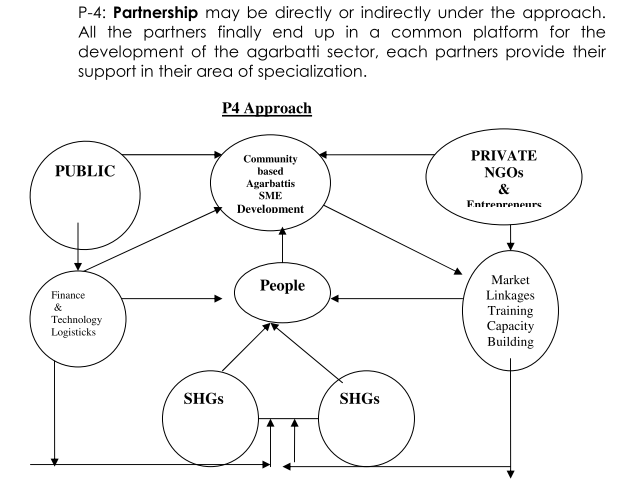 P-4: Partnership may be directly or indirectly under the approach.
All the partners finally end up in a common platform for the
development of the agarbatti sector, each partners provide their
support in their area of specialization.
P4 Approach
PUBLIC
Community
based
Agarbattis
SME
Development
PRIVATE
NGOs
&
Entrepreneurs
Finance
&
Technology
Logisticks
People
Market
Linkages
Training
Capacity
Building
SHGs
SHGs